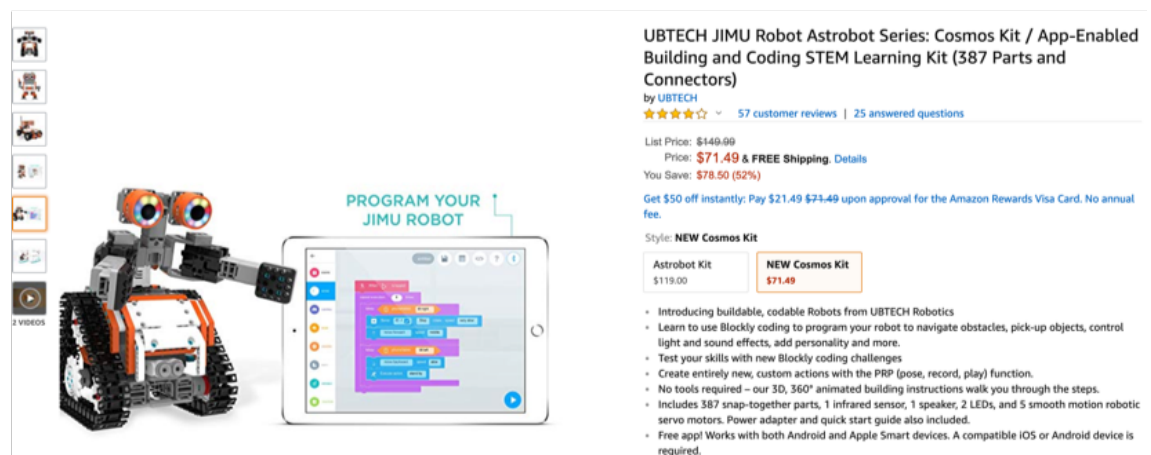 UBTECH JIMU Robot Astrobot Series: Cosmos Kit / App-Enabled
Building and Coding STEM Learning Kit (387 Parts and
Connectors)
by UBTECH
57 customer reviews | 25 answered questions
List Price: $149.99
Price: $71.49 & FREE Shipping. Details
You Save: $78.50 (52%)
Get $50 off instantly: Pay $21.49 $71.49 upon approval for the Amazon Rewards Visa Card. No annual
fee.
Style: NEW Cosmos Kit
Astrobot Kit
$119.00
NEW Cosmos Kit
$71.49
Introducing buildable, codable Robots from UBTECH Robotics
Learn to use Blockly coding to program your robot to navigate obstacles, pick-up objects, control
light and sound effects, add personality and more.
Test your skills with new Blockly coding challenges
Create entirely new, custom actions with the PRP (pose, record, play) function.
No tools required – our 3D, 360° animated building instructions walk you through the steps.
Includes 387 snap-together parts, 1 infrared sensor, 1 speaker, 2 LEDs, and 5 smooth motion robotic
servo motors. Power adapter and quick start guide also included.
Free app! Works with both Android and Apple Smart devices. A compatible iOS or Android device is
required.
PROGRAM YOUR
JIMU ROBOT
2 VIDEOS